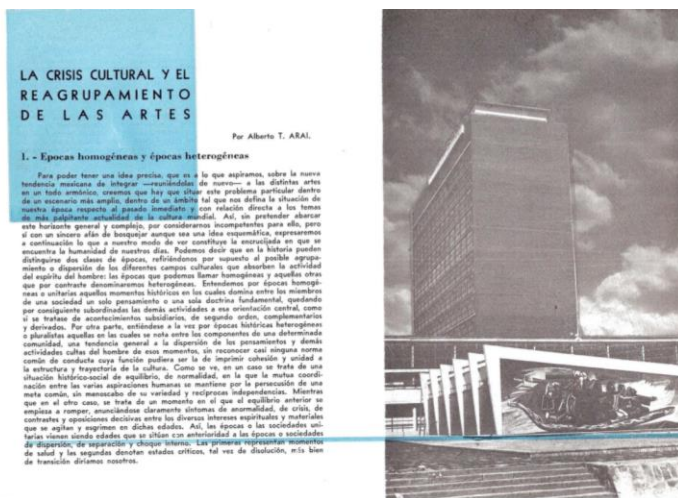 LA CRISIS CULTURAL Y EL
REAGRUPAMIENTO
DE LAS ARTES
Por Alberto T. ARAI.
I. - Epocas homogéneas y épocas heterogéneas
Para poder tener una idea precisa, que es a lo que aspiramos, sobre la nueva
tendencia mexicana de integrar —reuniéndolas de nuevo— a las distintas artes
en un todo armónico, creemos que hay que situar este problema particular dentro
de un escenario más amplio, dentro de un ámbito tal que nos defina la situación de
nuestra época respecto al pasado inmediato y con relación directa a los temas
de más palpitante actualidad de la cultura mundial. Así, sin pretender abarcar
este horizonte general y complejo, por considerarnos incompetentes para ello, pero
sí con un sincero afán de bosquejar aunque sea una idea esquemática, expresaremos
a continuación lo que a nuestro modo de ver constituye la encrucijada en que se
encuentra la humanidad de nuestros días. Podemos decir que en la historia pueden
distinguirse dos clases de épocas, refiriéndonos por supuesto al posible agrupa-
miento o dispersión de los diferentes campos culturales que absorben la actividad
del espíritu del hombre: las épocas que podemos llamar homogéneas y aquellas otras
que por contraste denominaremos heterogéneas. Entendemos por épocas homogé-
neas o unitarias aquellos momentos históricos en los cuales domina entre los miembros
de una sociedad un solo pensamiento o una sola doctrina fundamental, quedando
por consiguiente subordinadas las demás actividades a esa orientación central, como
si se tratase de acontecimientos subsidiarios, de segundo orden, complementarios
y derivados. Por otra parte, entiéndese a la vez por épocas históricas heterogéneas
o pluralistas aquellas en las cuales se nota entre los componentes de una determinada
comunidad, una tendencia general a la dispersión de los pensamientos y demás
actividades cultas del hombre de esos momentos, sin reconocer casi ninguna norma
común de conducta cuya función pudiera ser la de imprimir cohesión y unidad a
la estructura y trayectoria de la cultura. Como se ve, en un caso se trata de una
situación histórico-social de equilibrio, de normalidad, en la que la mutua coordi-
nación entre las varias aspiraciones humanas se mantiene por la persecusión de una
meta común, sin menoscabo de su variedad y recíprocas independencias. Mientras
que en el otro caso, se trata de un momento en el que el equilibrio anterior se
empieza a romper, anunciándose claramente síntomas de anormalidad, de crisis, de
contrastes y oposiciones decisivas entre los diversos intereses espirituales y materiales
que se agitan y esgrimen en dichas edades. Así, las épocas o las sociedades uni-
tarias vienen siendo edades que se sitúan con anterioridad a las épocas o sociedades
de dispersión, de separación y choque interno. Las primeras representan momentos
de salud y las segundas denotan estados críticos, tal vez de disolución, más bien
de transición diríamos nosotros.